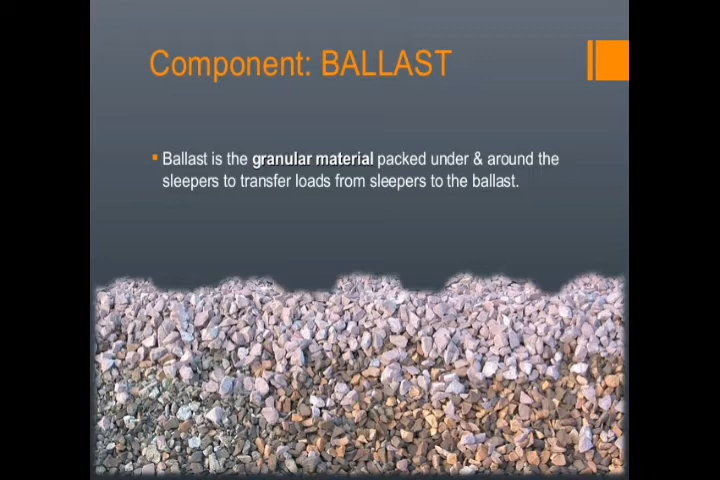 Component: BALLAST
Ballast is the granular material packed under & around the
sleepers to transfer loads from sleepers to the ballast.